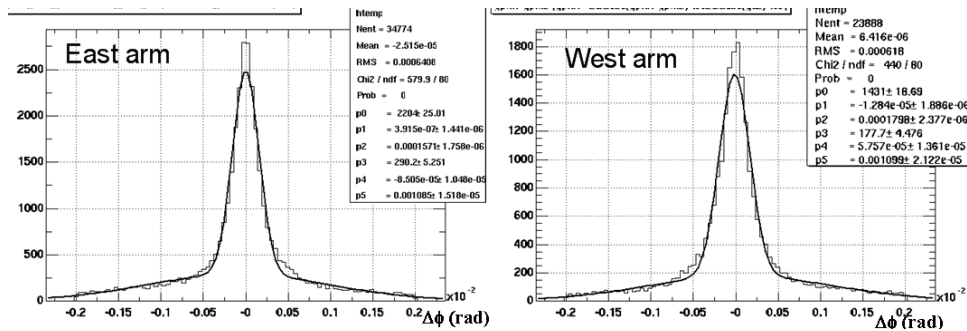 htemp
Nent = 34774
Mean = -2.515e-05
RMS = 0.0006408
Chi2 / ndf = 579.9 / 80
Prob = 0
p0 = 2204± 25.01
p1 = 3.915e-07± 1.441e-06
p2 = 0.0001571± 1.758e-06
p3 = 290.2± 5.251
p4 = -8.505e-05± 1.048e-05
p5 = 0.001085± 1.518e-05
East arm
2500
2000
1500
1000
500
0
-0.2 -0.15 -0.1 -0.05 -0 0.05 0.1 0.15 0.2
x10 -2
Δϕ (rad)
htemp
Nent = 23888
Mean = 6.416e-06
RMS = 0.000618
Chi2 / ndf = 440 / 80
Prob = 0
p0 = 1431± 18.69
p1 = -1.284e-05± 1.886e-06
p2 = 0.0001798± 2.377e-06
p3 = 177.7± 4.476
p4 = 5.757e-05± 1.361e-05
p5 = 0.001099± 2.122e-05
West arm
1800
1600
1400
1200
1000
800
600
400
200
0
-0.2 -0.15 -0.1 -0.05 -0 0.05 0.1 0.15 0.2
x10 -2
Δϕ (rad)